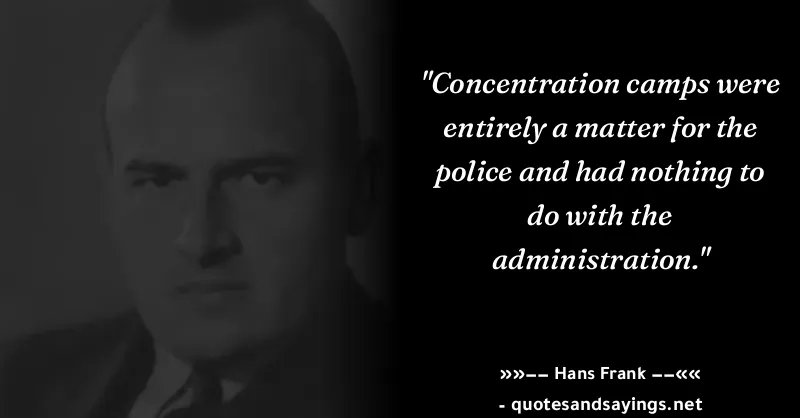 "Concentration camps were
entirely a matter for the
police and had nothing to
do with the
administration."
»»—— Hans Frank ——««
- quotesandsayings.net